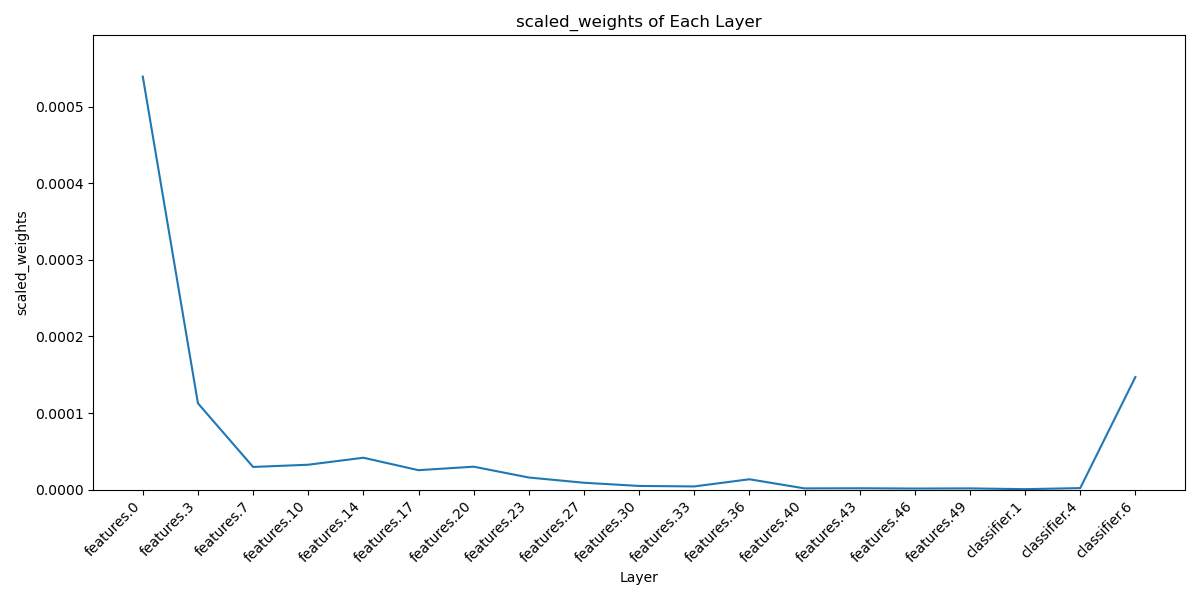 scaled_weights of Each Layer
scaled_weights
0.0005
0.0004
0.0003
0.0002
0.0001
0.0000
features.0
features.3
features.7
features.10
features.14
features.17
features.20
features.23
features.27
features.30
features.33
features.36
features.40
features.43
features.46
features.49
classifier.1
classifier.4
classifier.6
Layer